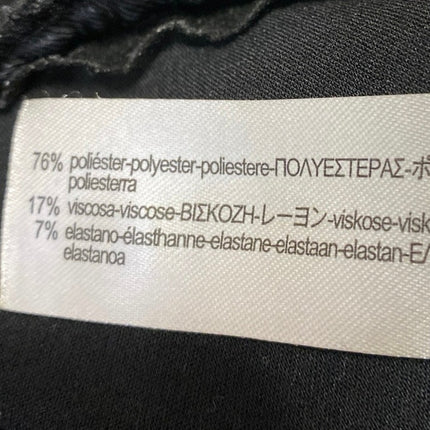 76% poliéster-polyester-poliestere-ΠΟΛΥΕΣΤΕΡΑΣ-ポ
poliesterra
17% viscosa-viscose-ΒΙΣΚΟΖΗ-レーヨン-viskose-visk
7% elastano-élasthanne-elastane-elastaan-elastan-ΕΛ
elastanoa